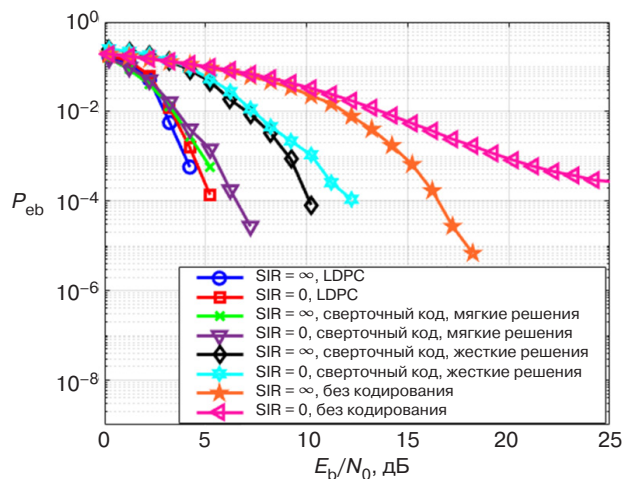 10⁰
10⁻²
10⁻⁴
10⁻⁶
10⁻⁸
P_eb
SIR = ∞, LDPC
SIR = 0, LDPC
SIR = ∞, сверточный код, мягкие решения
SIR = 0, сверточный код, мягкие решения
SIR = ∞, сверточный код, жесткие решения
SIR = 0, сверточный код, жесткие решения
SIR = ∞, без кодирования
SIR = 0, без кодирования
0 5 10 15 20 25
E_b/N_0, дБ